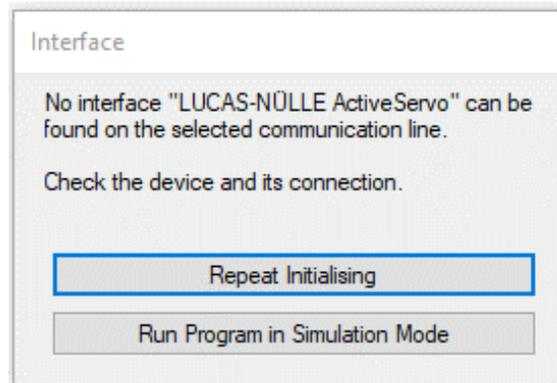 Interface
No interface "LUCAS-NÜLLE ActiveServo" can be
found on the selected communication line.
Check the device and its connection.
Repeat Initialising
Run Program in Simulation Mode